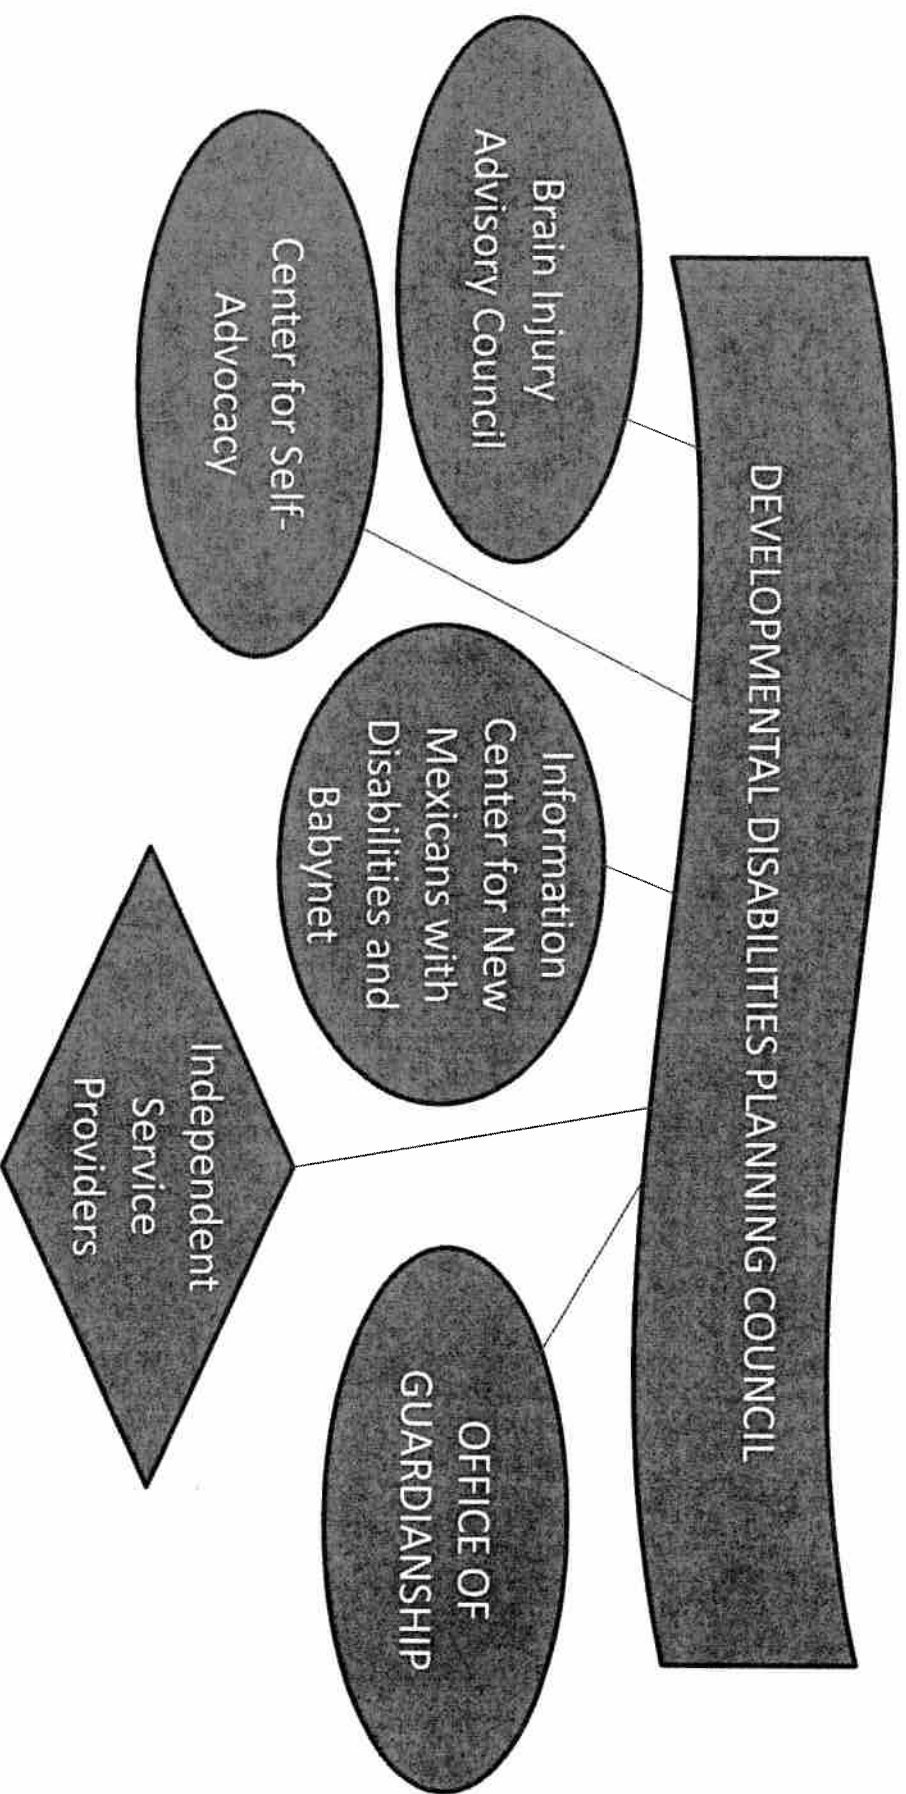 DEVELOPMENTAL DISABILITIES PLANNING COUNCIL
Brain Injury
Advisory Council
Center for Self-
Advocacy
Information
Center for New
Mexicans with
Disabilities and
Babynet
Independent
Service
Providers
OFFICE OF
GUARDIANSHIP